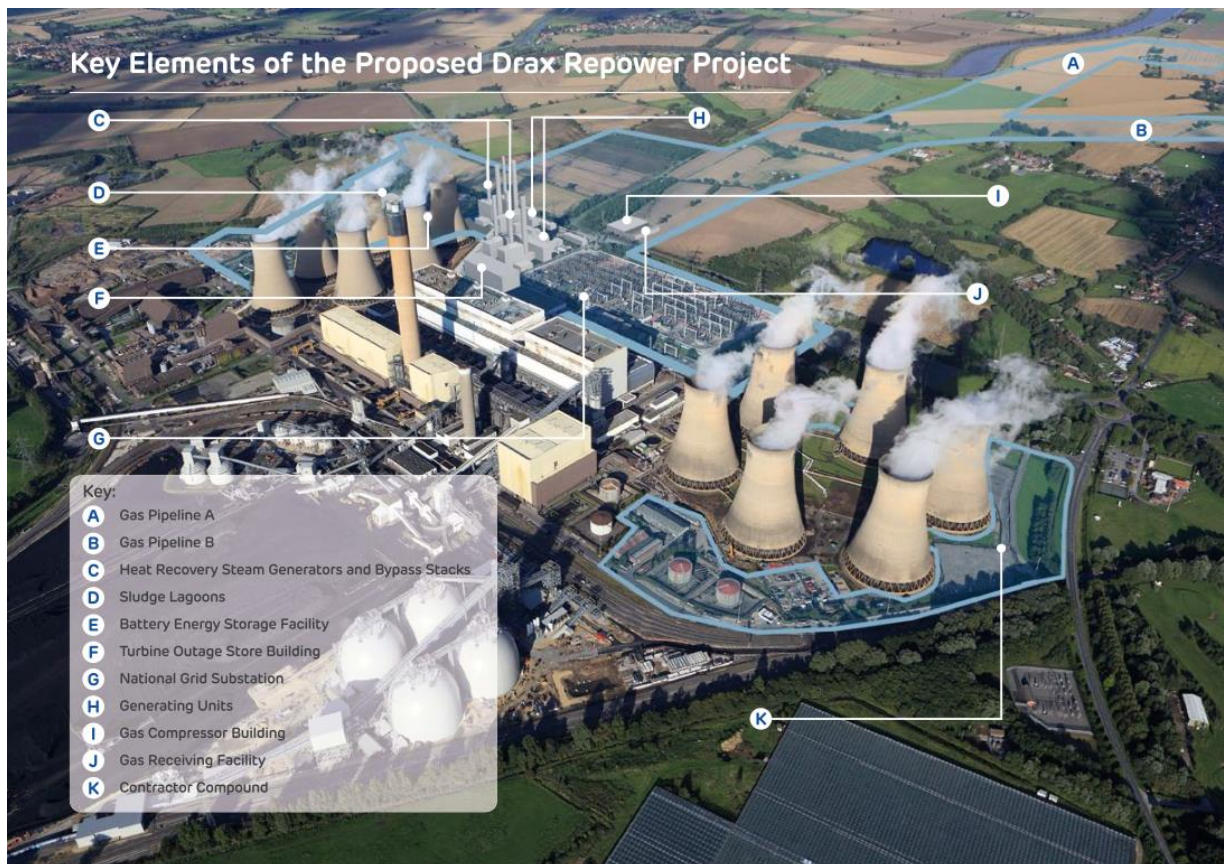 Key Elements of the Proposed Drax Repower Project
A
B
C
H
D
I
E
F
J
G
K
Key:
A Gas Pipeline A
B Gas Pipeline B
C Heat Recovery Steam Generators and Bypass Stacks
D Sludge Lagoons
E Battery Energy Storage Facility
F Turbine Outage Store Building
G National Grid Substation
H Generating Units
I Gas Compressor Building
J Gas Receiving Facility
K Contractor Compound